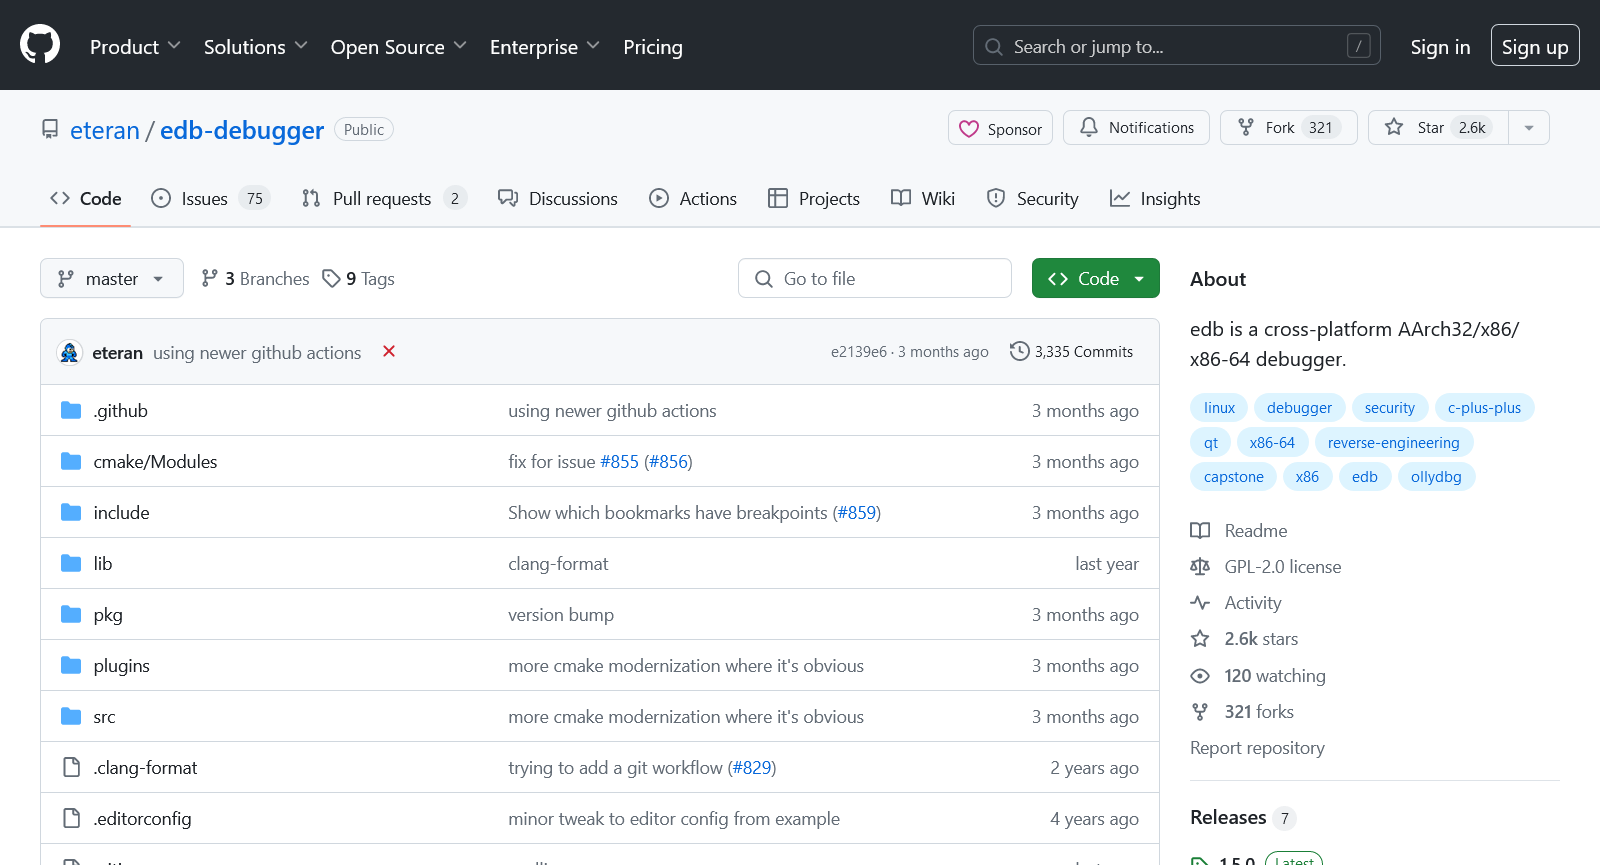 Product Solutions Open Source Enterprise Pricing Search or jump to... / Sign in Sign up
eteran / edb-debugger Public Sponsor Notifications Fork 321 Star 2.6k
Code Issues 75 Pull requests 2 Discussions Actions Projects Wiki Security Insights
master 3 Branches 9 Tags Go to file Code
eteran using newer github actions e2139e6 · 3 months ago 3,335 Commits
.github using newer github actions 3 months ago
cmake/Modules fix for issue #855 (#856) 3 months ago
include Show which bookmarks have breakpoints (#859) 3 months ago
lib clang-format last year
pkg version bump 3 months ago
plugins more cmake modernization where it's obvious 3 months ago
src more cmake modernization where it's obvious 3 months ago
.clang-format trying to add a git workflow (#829) 2 years ago
.editorconfig minor tweak to editor config from example 4 years ago
About
edb is a cross-platform AArch32/x86/
x86-64 debugger.
linux debugger security c-plus-plus
qt x86-64 reverse-engineering
capstone x86 edb ollydbg
Readme
GPL-2.0 license
Activity
2.6k stars
120 watching
321 forks
Report repository
Releases 7
1.5.0 Latest